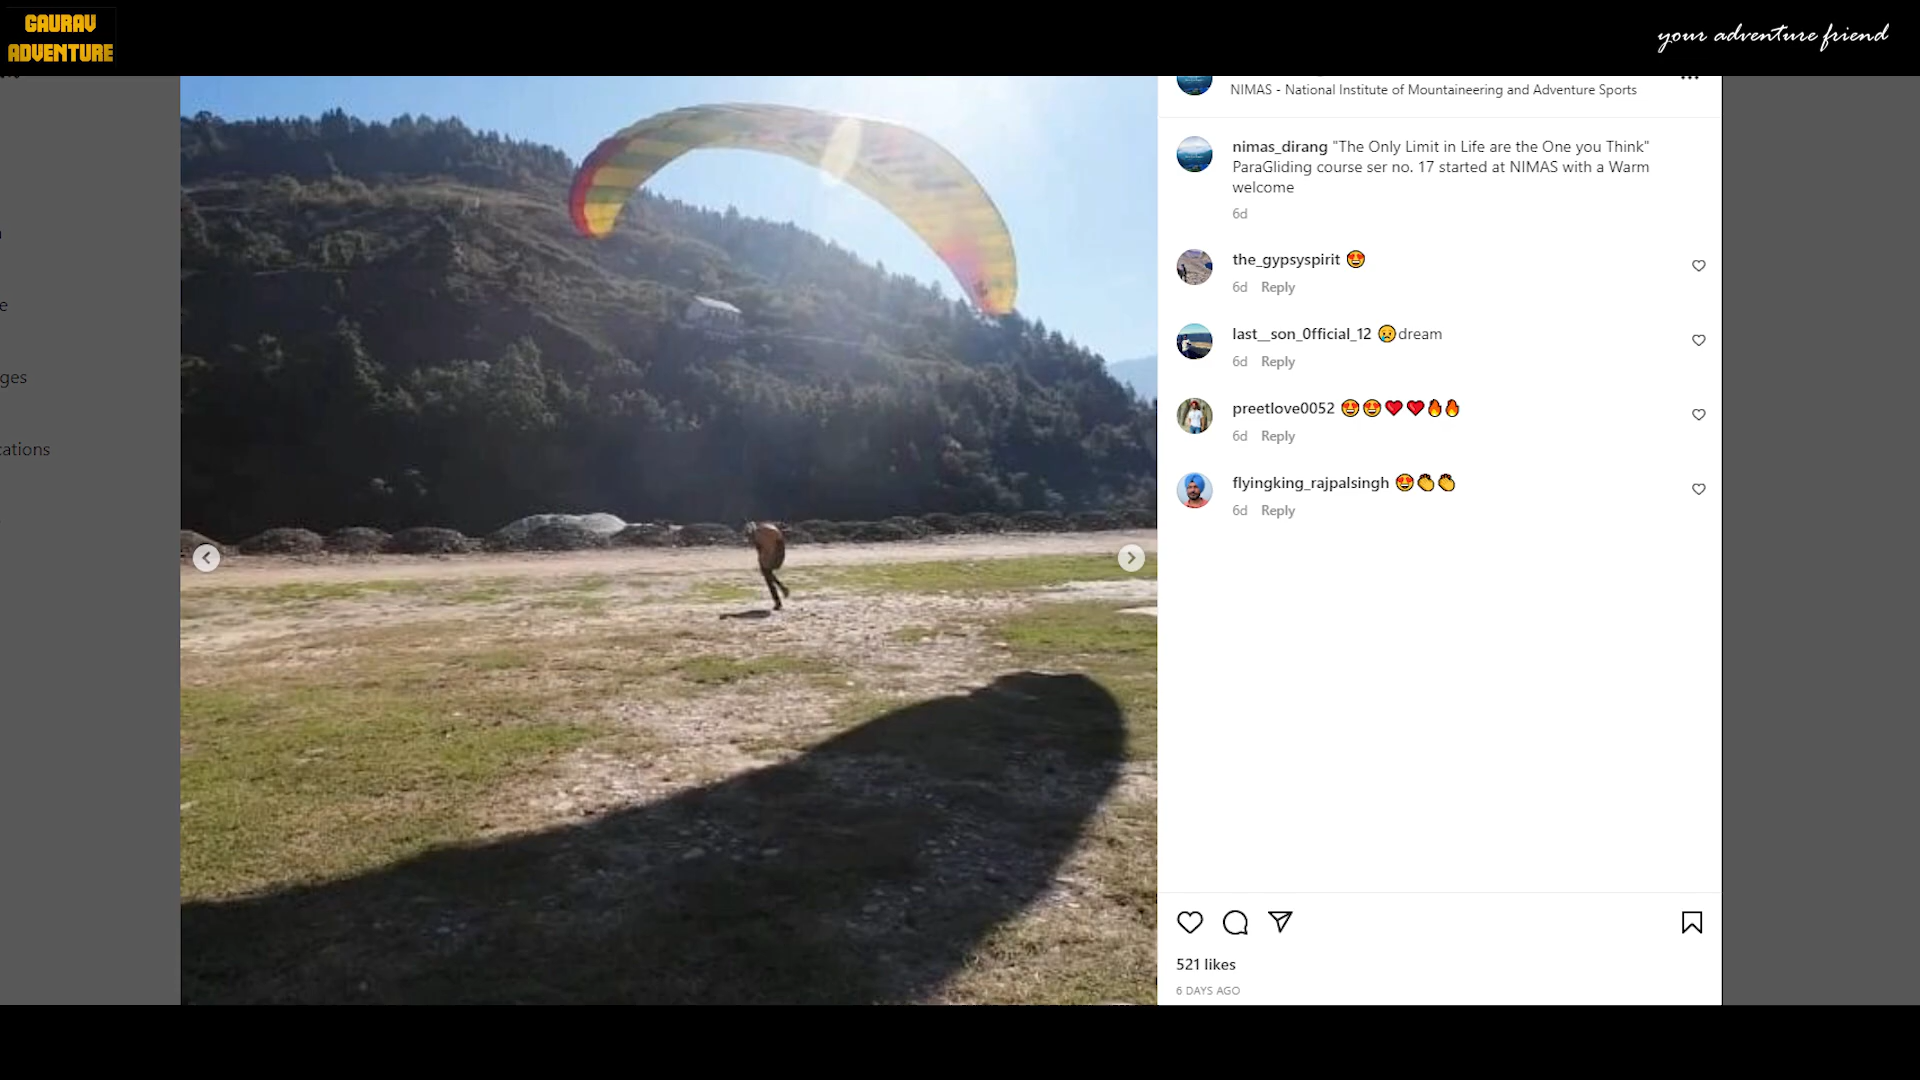 GAURAV
ADVENTURE
your adventure friend
NIMAS - National Institute of Mountaineering and Adventure Sports
nimas_dirang "The Only Limit in Life are the One you Think"
ParaGliding course ser no. 17 started at NIMAS with a Warm
welcome
6d
the_gypsyspirit 😍
6d Reply
last__son_0fficial_12 😥dream
6d Reply
preetlove0052 😍😍❤️❤️🔥🔥
6d Reply
flyingking_rajpalsingh 😍👏👏
6d Reply
521 likes
6 DAYS AGO
e
ges
cations